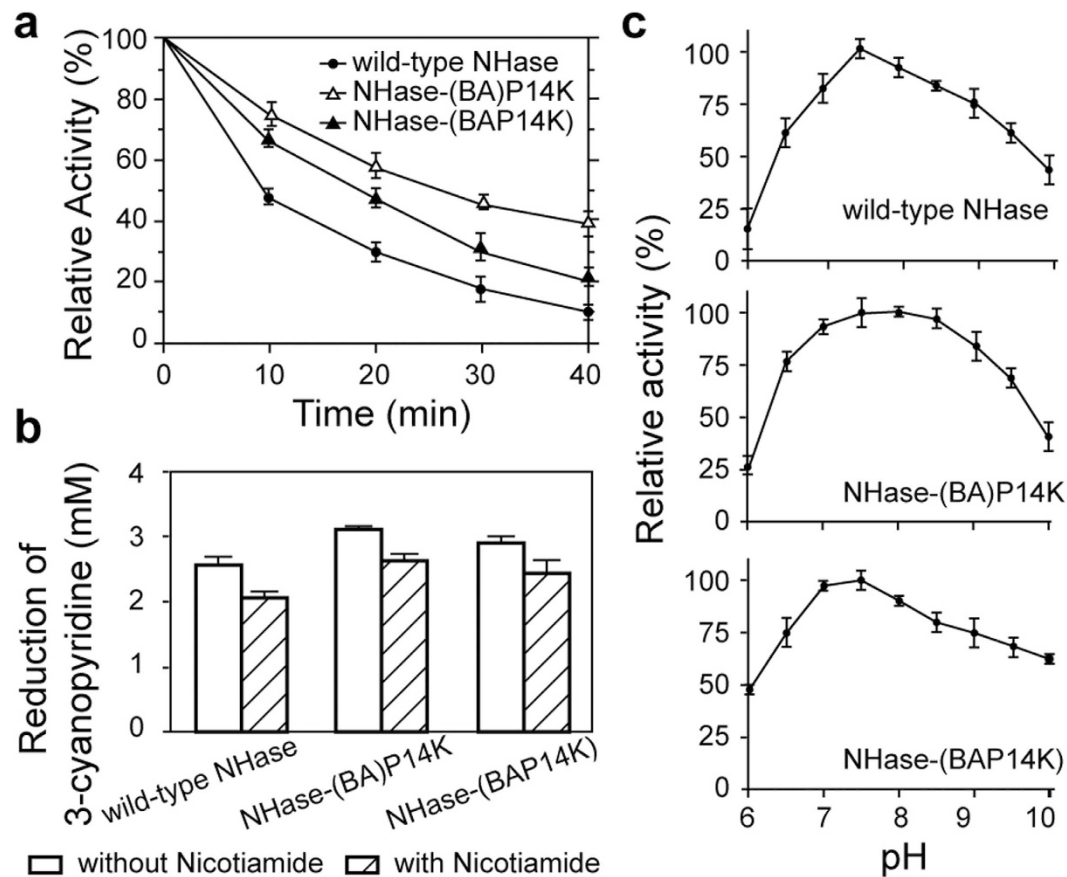 a
Relative Activity (%)
100
80
60
40
20
0
wild-type NHase
NHase-(BA)P14K
NHase-(BAP14K)
0 10 20 30 40
Time (min)
b
Reduction of
3-cyanopyridine (mM)
4
3
2
1
0
wild-type NHase
NHase-(BA)P14K
NHase-(BAP14K)
without Nicotiamide with Nicotiamide
c
Relative activity (%)
100
75
50
25
0
wild-type NHase
100
75
50
25
0
NHase-(BA)P14K
100
75
50
25
0
NHase-(BAP14K)
6 7 8 9 10
pH